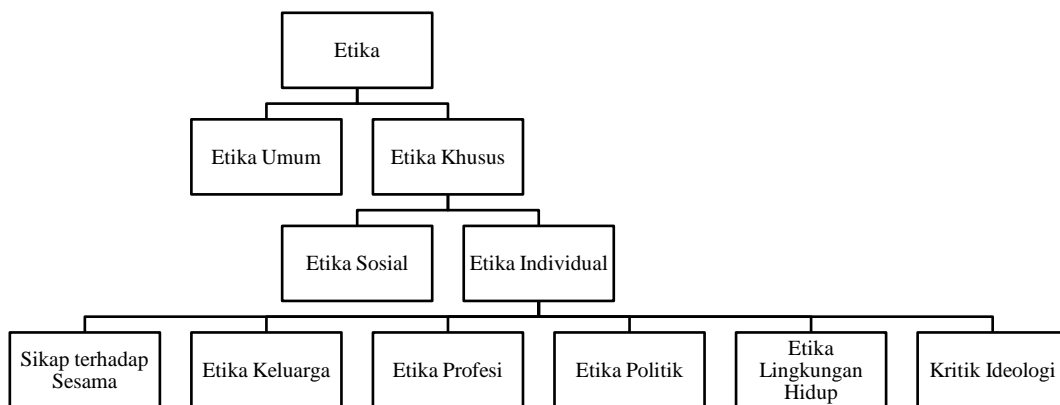 Etika
Etika Umum
Etika Khusus
Etika Sosial
Etika Individual
Sikap terhadap
Sesama
Etika Keluarga
Etika Profesi
Etika Politik
Etika
Lingkungan
Hidup
Kritik Ideologi